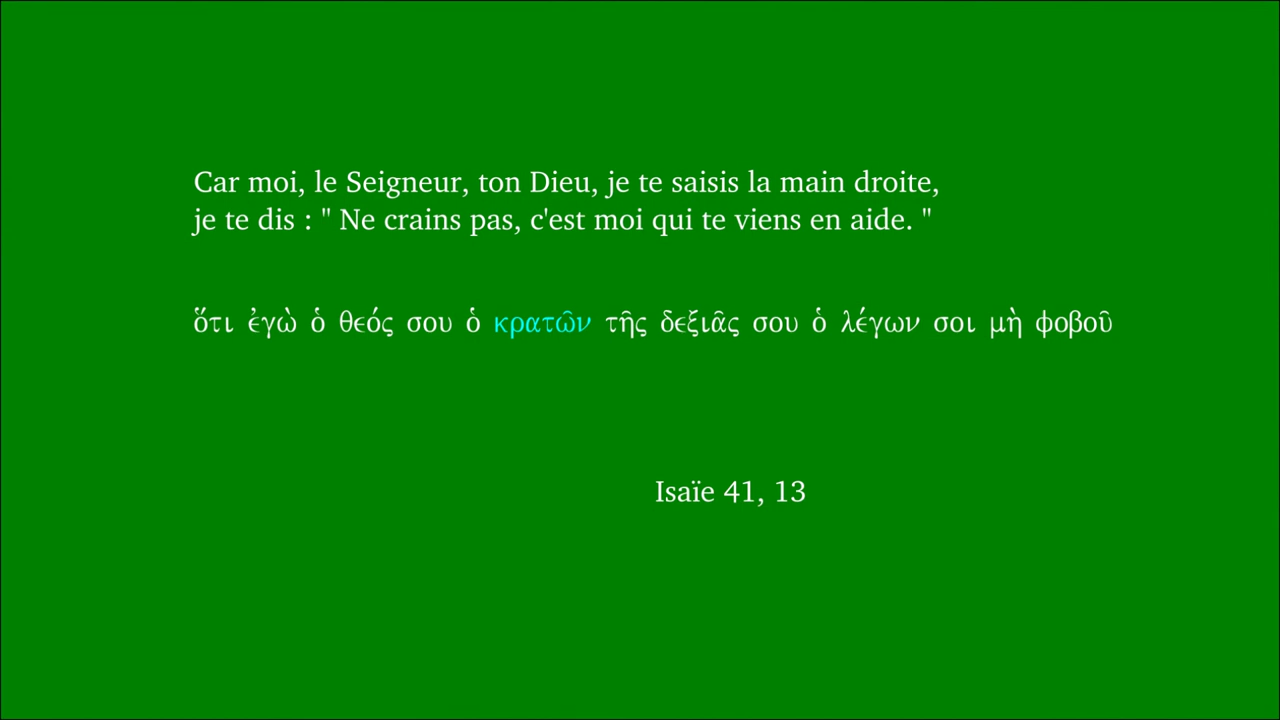 Car moi, le Seigneur, ton Dieu, je te saisis la main droite,
je te dis : " Ne crains pas, c'est moi qui te viens en aide. "
ὅτι ἐγὼ ὁ θεός σου ὁ κρατῶν τῆς δεξιᾶς σου ὁ λέγων σοι μὴ φοβοῦ
Isaïe 41, 13